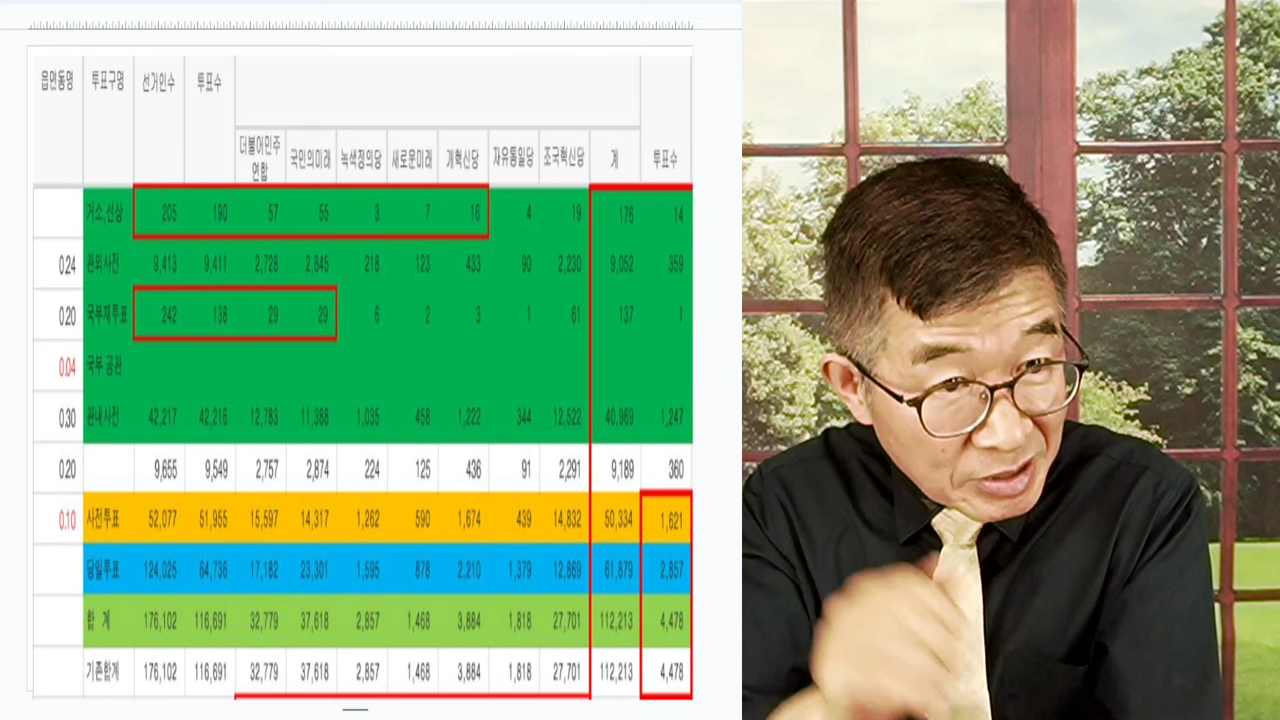 읍면동명 투표구명 선거인수 투표수
더불어민주
연합 국민의미래 녹색정의당 새로운미래 개혁신당 자유통일당 조국혁신당 계 투표수
거소,선상 205 190 57 55 3 7 16 4 19 176 14
0.24 관외사전 9,413 9,411 2,728 2,845 218 123 433 90 2,230 9,052 359
0.20 국부재투표 242 138 29 29 6 2 3 1 61 137 1
0.04 국부 공관
0.30 관내사전 42,217 42,216 12,783 11,388 1,035 458 1,222 344 12,522 40,969 1,247
0.20 9,655 9,549 2,757 2,874 224 125 436 91 2,291 9,189 360
0.10 사전투표 52,077 51,955 15,597 14,317 1,262 590 1,674 439 14,832 50,334 1,621
당일투표 124,025 64,736 17,182 23,301 1,595 878 2,210 1,379 12,869 61,879 2,857
합 계 176,102 116,691 32,779 37,618 2,857 1,468 3,884 1,818 27,701 112,213 4,478
기존합계 176,102 116,691 32,779 37,618 2,857 1,468 3,884 1,818 27,701 112,213 4,478